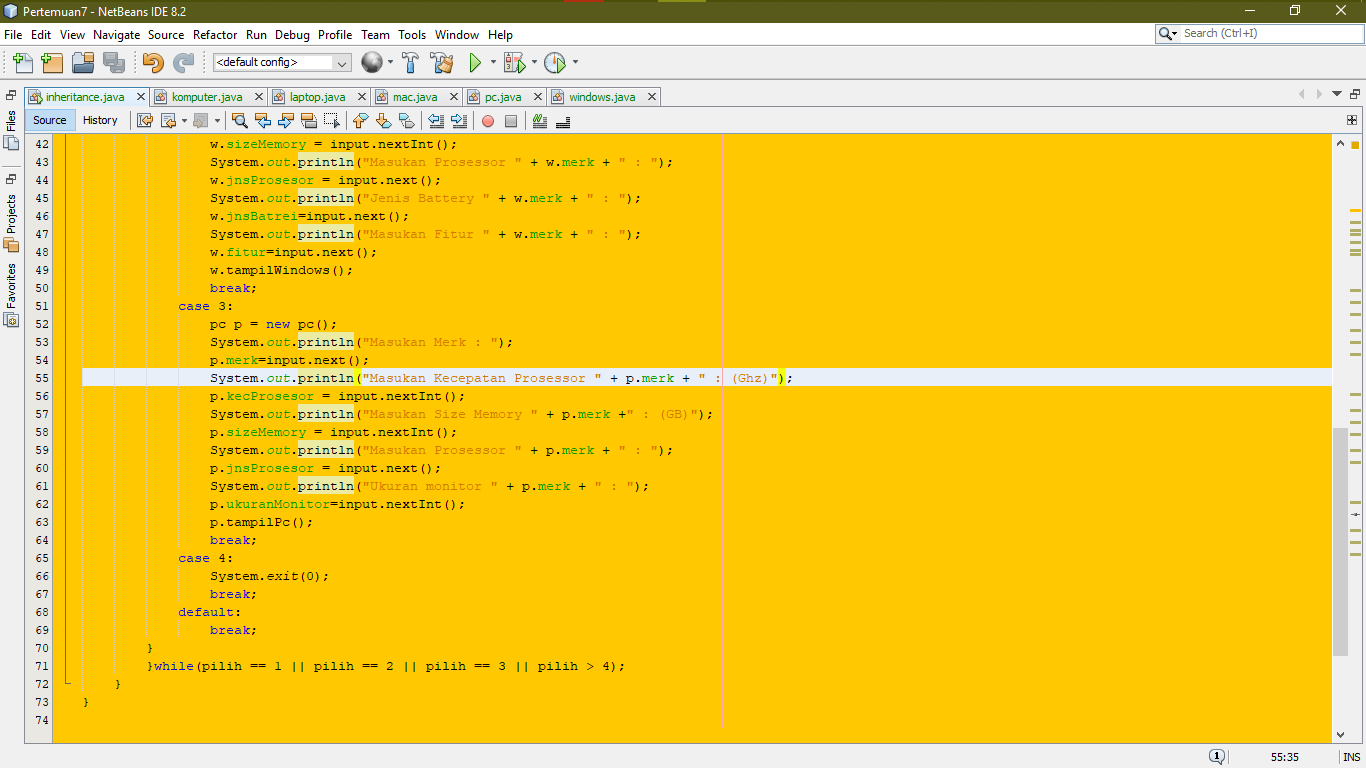 Pertemuan7 - NetBeans IDE 8.2
File Edit View Navigate Source Refactor Run Debug Profile Team Tools Window Help
Search (Ctrl+I)
<default config>
inheritance.java komputer.java laptop.java mac.java pc.java windows.java
Source History
Files
Projects
Favorites
42 w.sizeMemory = input.nextInt();
43 System.out.println("Masukan Prosessor " + w.merk + " : ");
44 w.jnsProsesor = input.next();
45 System.out.println("Jenis Battery " + w.merk + " : ");
46 w.jnsBatrei=input.next();
47 System.out.println("Masukan Fitur " + w.merk + " : ");
48 w.fitur=input.next();
49 w.tampilWindows();
50 break;
51 case 3:
52 pc p = new pc();
53 System.out.println("Masukan Merk : ");
54 p.merk=input.next();
55 System.out.println("Masukan Kecepatan Prosessor " + p.merk + " : (Ghz)");
56 p.kecProsesor = input.nextInt();
57 System.out.println("Masukan Size Memory " + p.merk +" : (GB)");
58 p.sizeMemory = input.nextInt();
59 System.out.println("Masukan Prosessor " + p.merk + " : ");
60 p.jnsProsesor = input.next();
61 System.out.println("Ukuran monitor " + p.merk + " : ");
62 p.ukuranMonitor=input.nextInt();
63 p.tampilPc();
64 break;
65 case 4:
66 System.exit(0);
67 break;
68 default:
69 break;
70 }
71 }while(pilih == 1 || pilih == 2 || pilih == 3 || pilih > 4);
72 }
73 }
74
1 55:35 INS